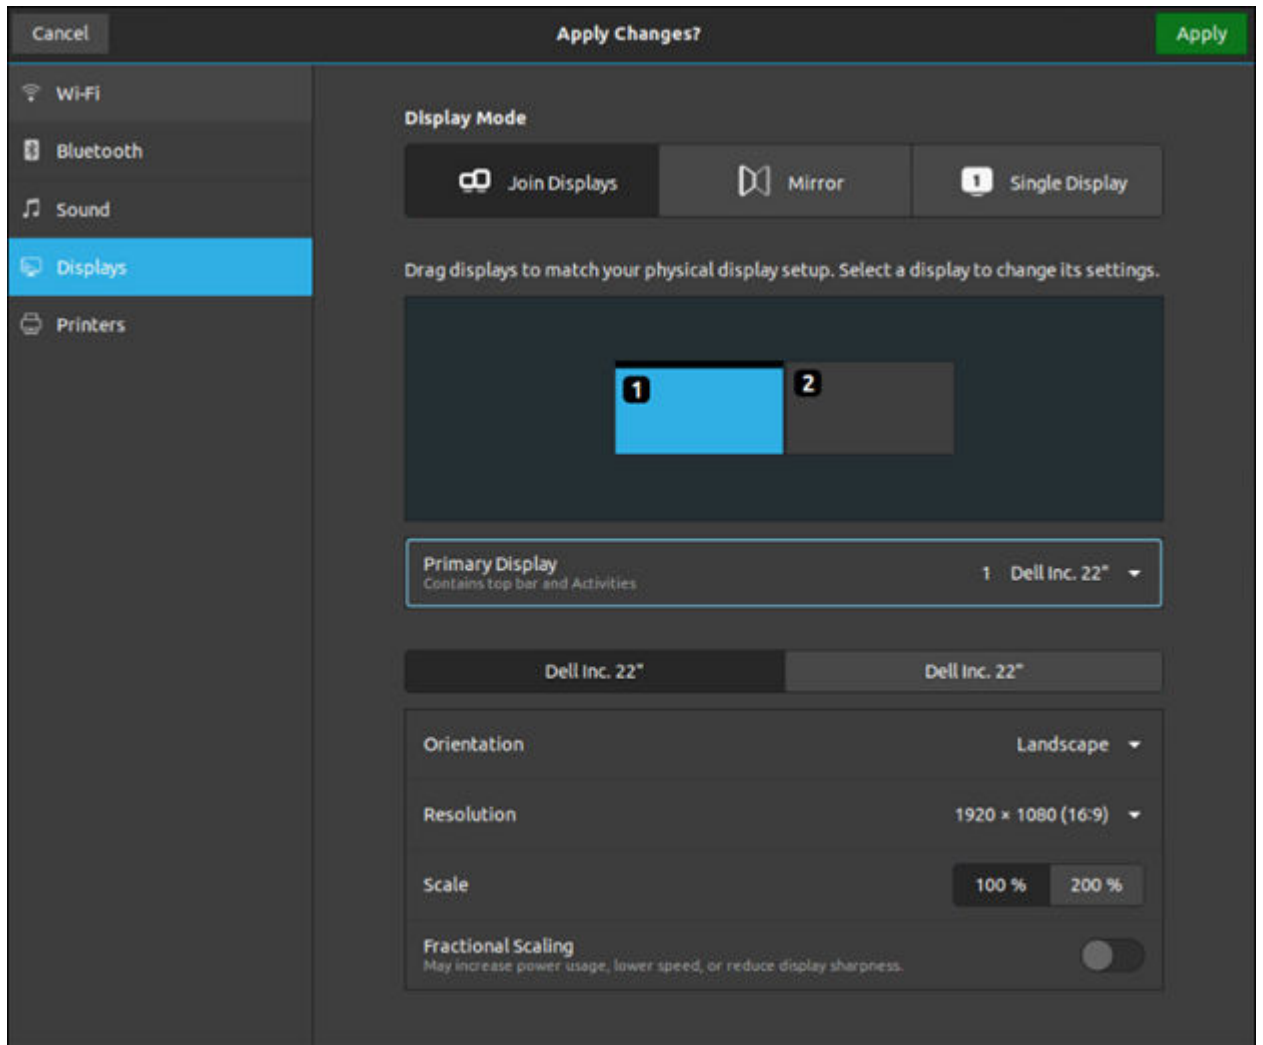 Cancel
Apply Changes?
Apply
Wi-Fi
Bluetooth
Sound
Displays
Printers
Display Mode
Join Displays
Mirror
1 Single Display
Drag displays to match your physical display setup. Select a display to change its settings.
1
2
Primary Display
Contains top bar and Activities
1 Dell Inc. 22"
Dell Inc. 22"
Dell Inc. 22"
Orientation
Landscape
Resolution
1920 × 1080 (16:9)
Scale
100 %
200 %
Fractional Scaling
May increase power usage, lower speed, or reduce display sharpness.